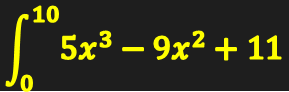 ∫₀¹⁰ 5x³ – 9x² + 11